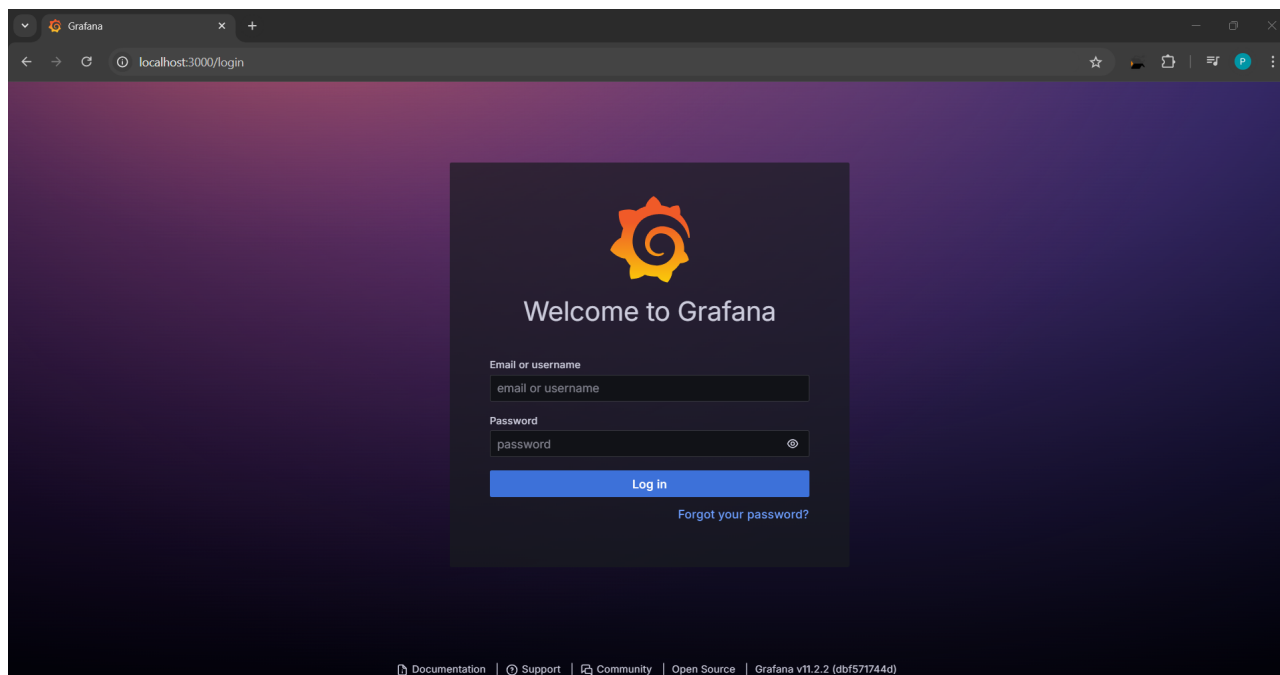 Grafana
localhost:3000/login
P
Welcome to Grafana
Email or username
email or username
Password
password
Log in
Forgot your password?
Documentation | Support | Community | Open Source | Grafana v11.2.2 (dbf571744d)